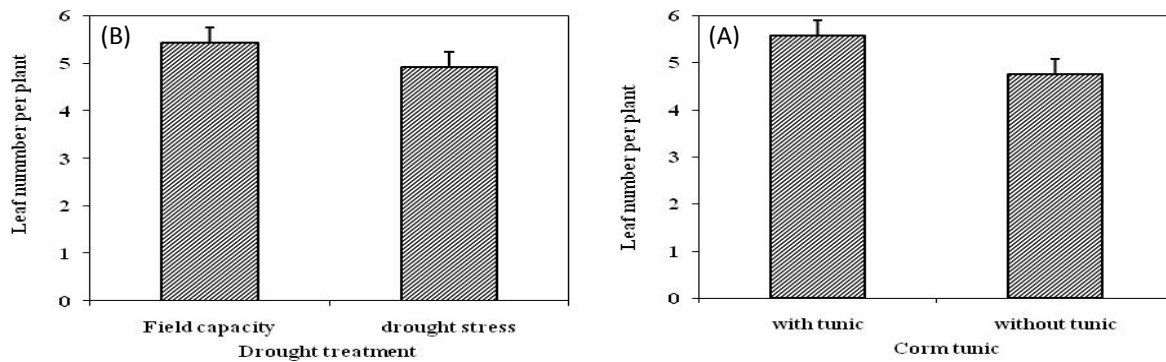 (B)
Leaf nummber per plant
6
5
4
3
2
1
0
Field capacity drought stress
Drought treatment
(A)
Leaf number per plant
6
5
4
3
2
1
0
with tunic without tunic
Corm tunic